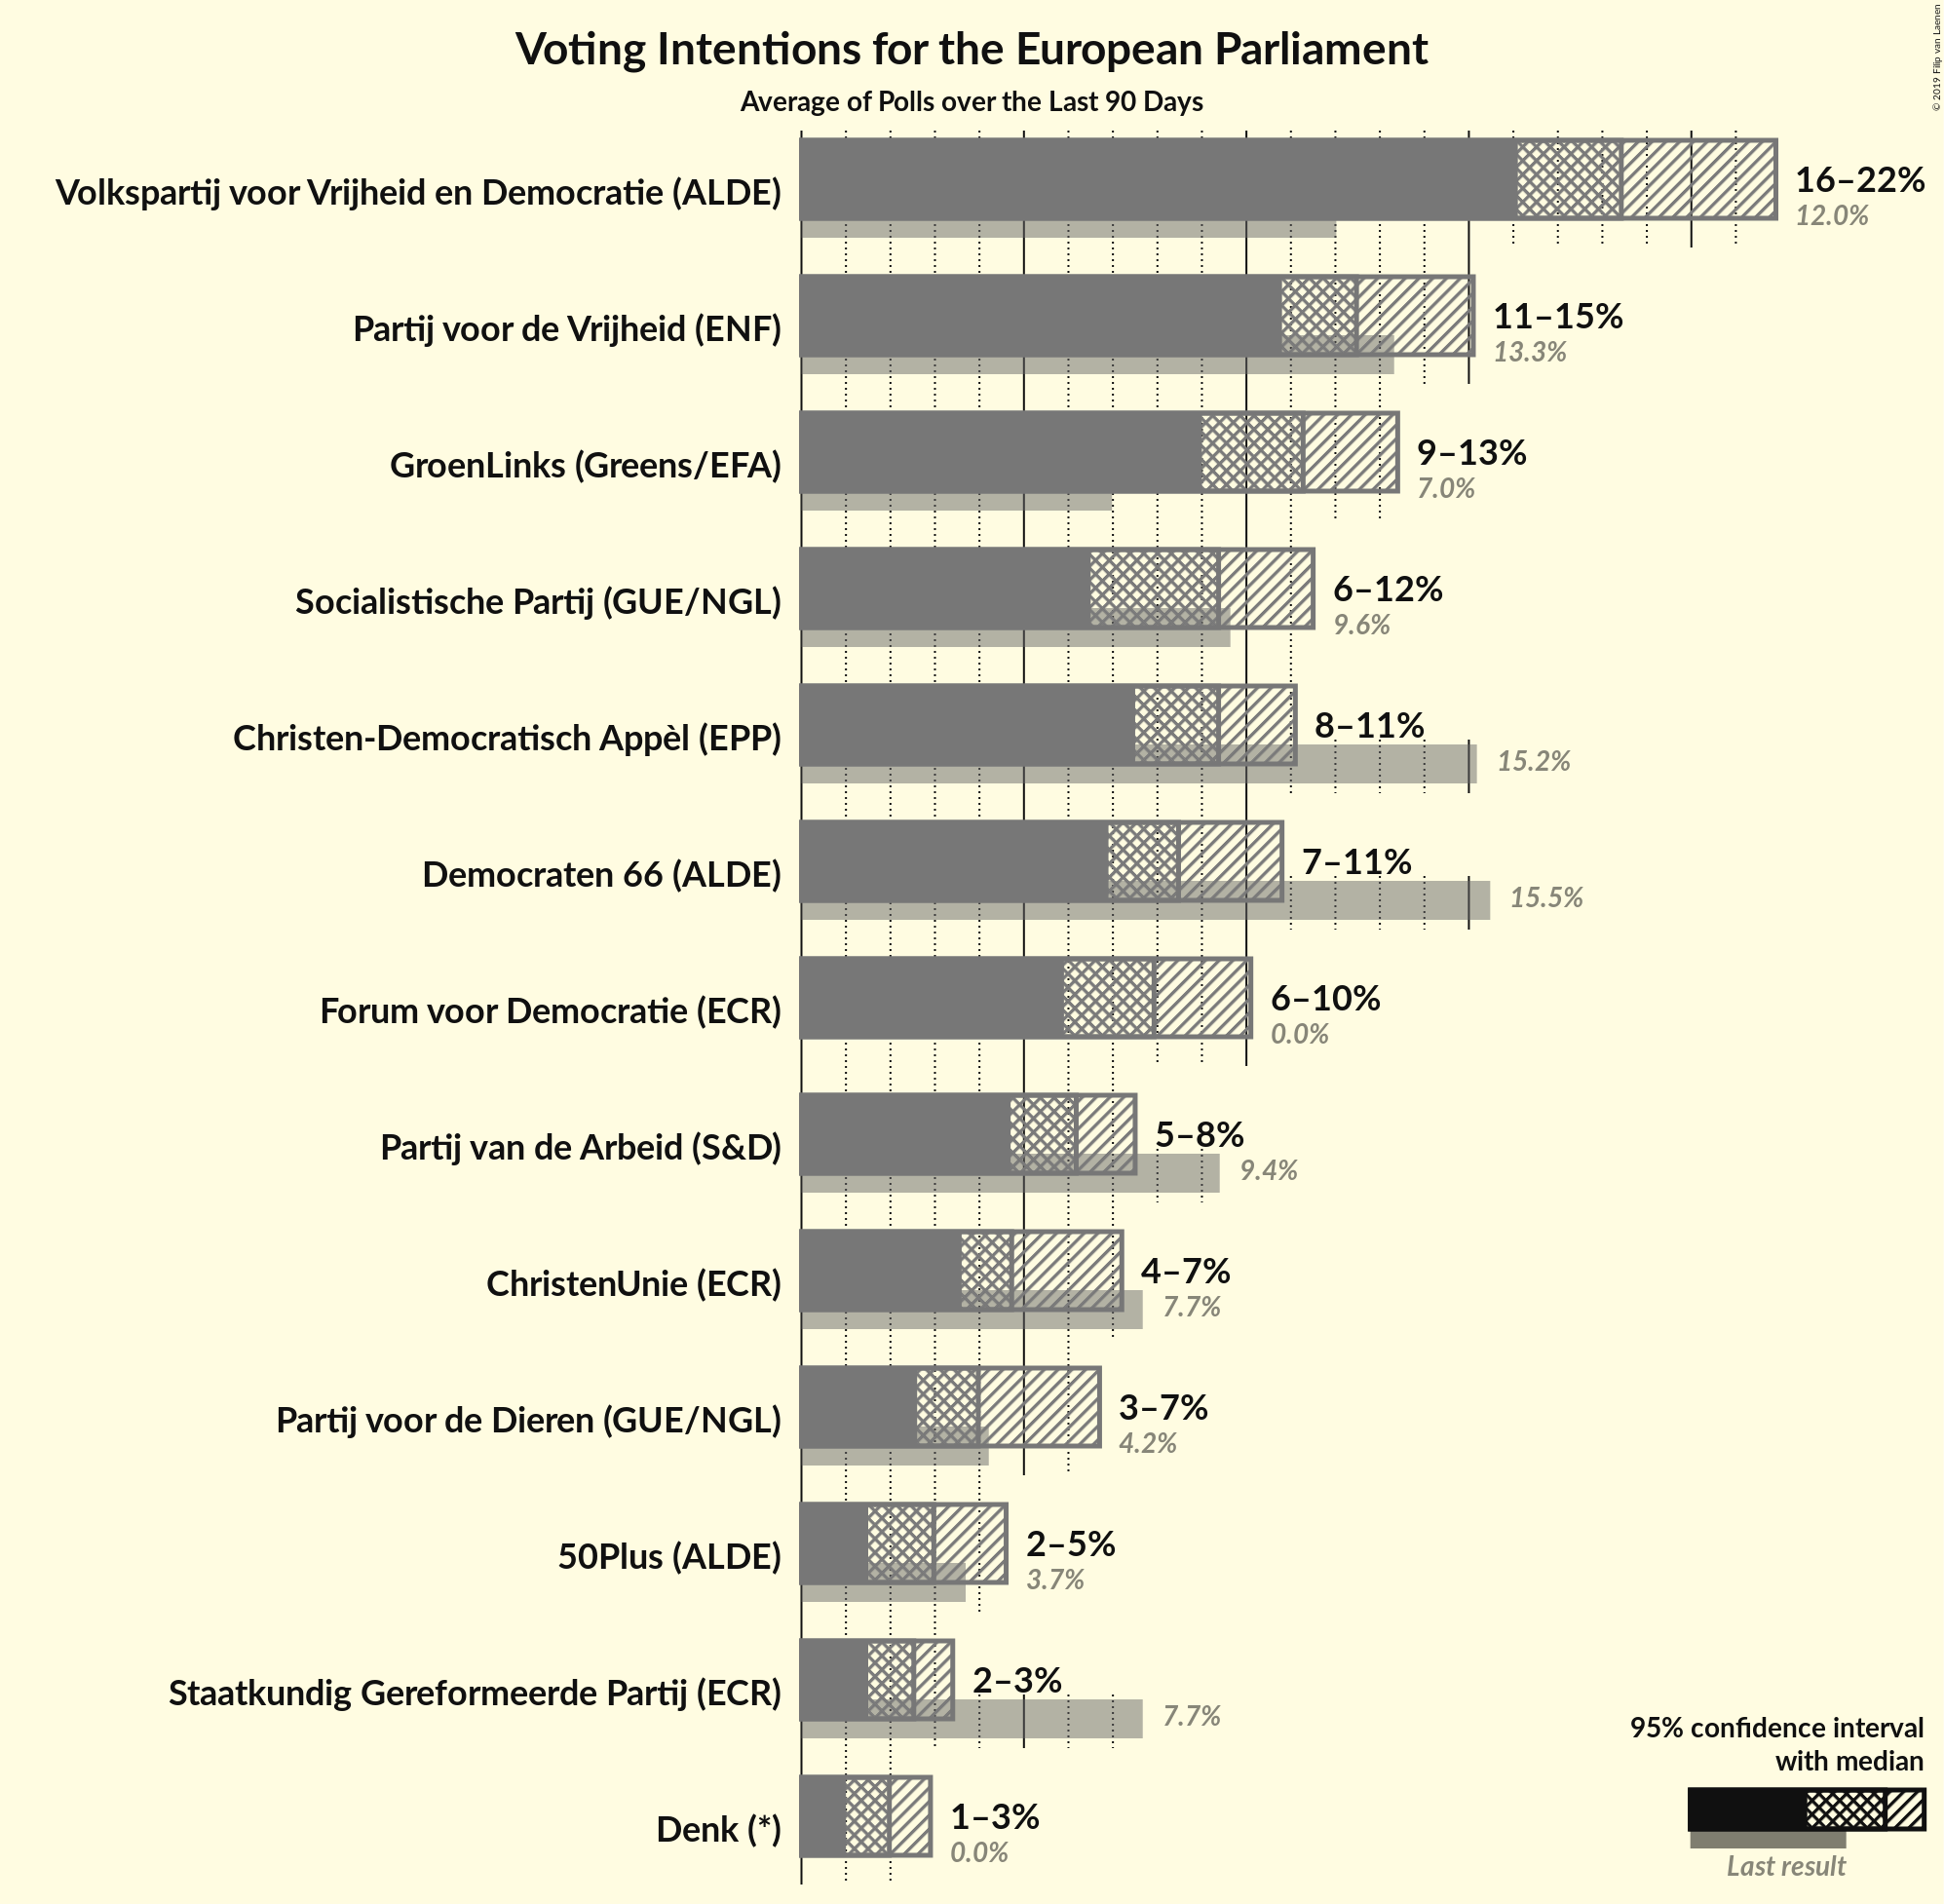 Voting Intentions for the European Parliament
Average of Polls over the Last 90 Days
© 2019 Filip van Laenen
Volkspartij voor Vrijheid en Democratie (ALDE)
16–22%
12.0%
Partij voor de Vrijheid (ENF)
11–15%
13.3%
GroenLinks (Greens/EFA)
9–13%
7.0%
Socialistische Partij (GUE/NGL)
6–12%
9.6%
Christen-Democratisch Appèl (EPP)
8–11%
15.2%
Democraten 66 (ALDE)
7–11%
15.5%
Forum voor Democratie (ECR)
6–10%
0.0%
Partij van de Arbeid (S&D)
5–8%
9.4%
ChristenUnie (ECR)
4–7%
7.7%
Partij voor de Dieren (GUE/NGL)
3–7%
4.2%
50Plus (ALDE)
2–5%
3.7%
Staatkundig Gereformeerde Partij (ECR)
2–3%
7.7%
Denk (*)
1–3%
0.0%
95% confidence interval
with median
Last result